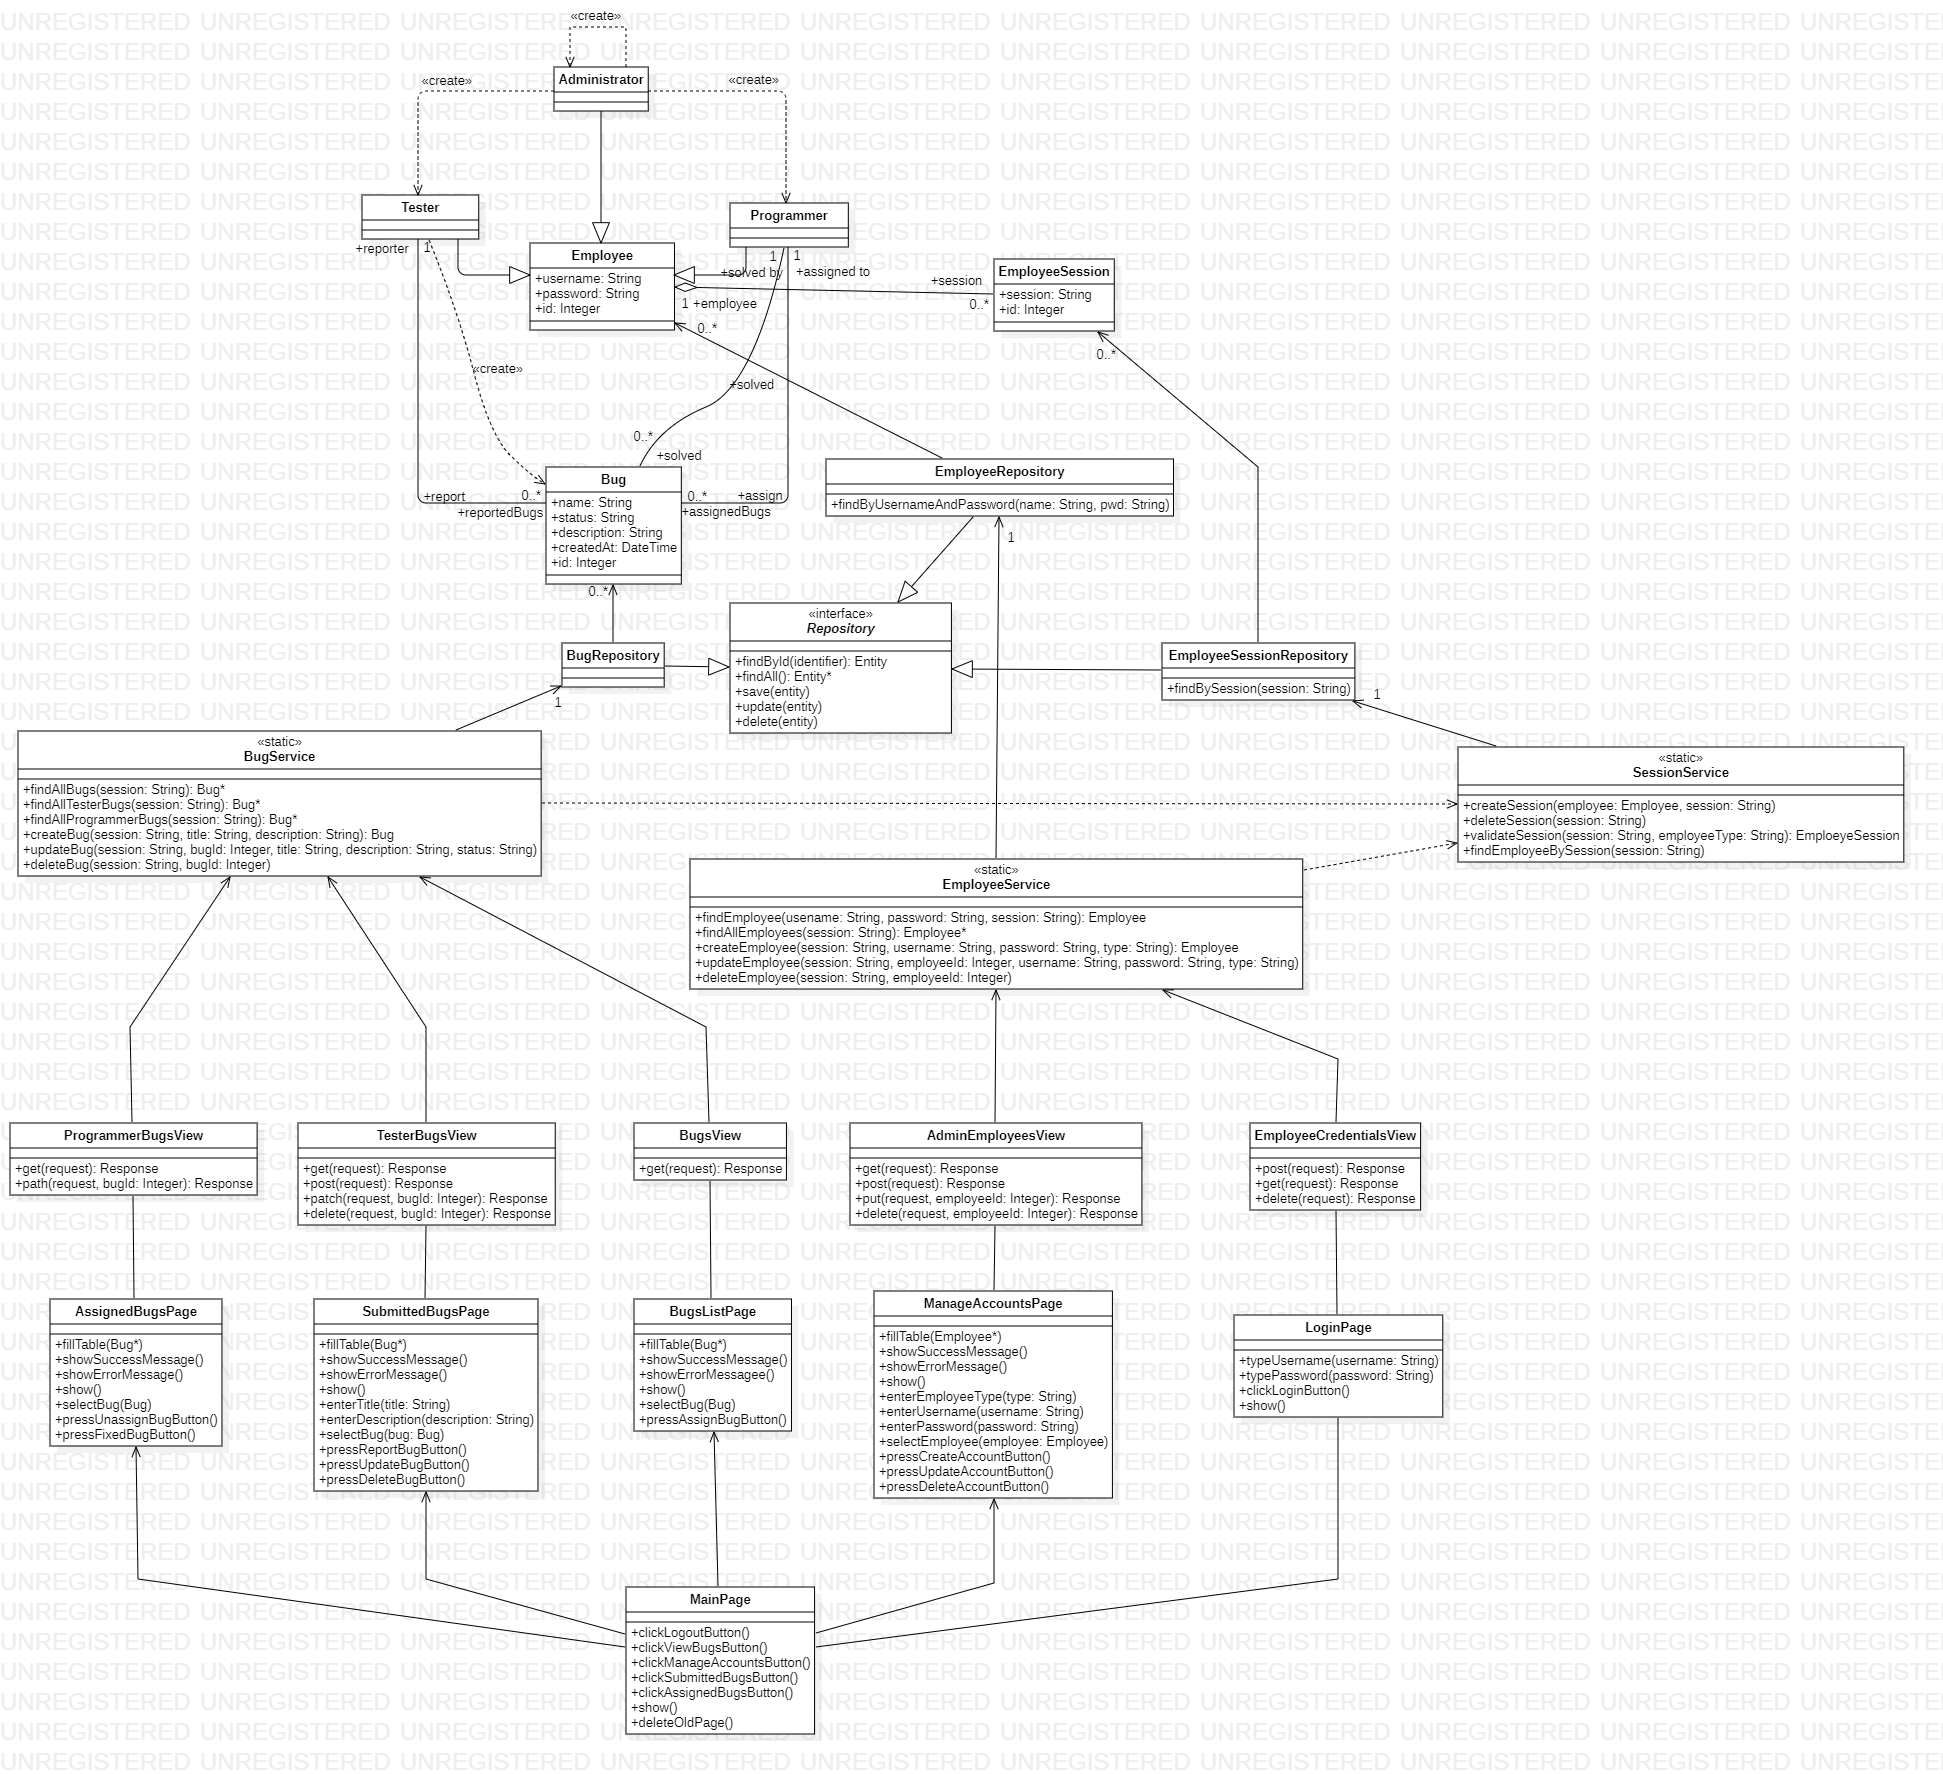 «create»
Administrator
«create»
«create»
Tester
Programmer
+reporter
1
Employee
+username: String
+password: String
+id: Integer
1
+solved by
1
+assigned to
+session
0..*
1
+employee
0..*
EmployeeSession
+session: String
+id: Integer
0..*
«create»
+solved
0..*
+solved
Bug
+name: String
+status: String
+description: String
+createdAt: DateTime
+id: Integer
+report
0..*
+reportedBugs
0..*
+assign
+assignedBugs
EmployeeRepository
+findByUsernameAndPassword(name: String, pwd: String)
1
0..*
«interface»
Repository
+findById(identifier): Entity
+findAll(): Entity*
+save(entity)
+update(entity)
+delete(entity)
BugRepository
1
EmployeeSessionRepository
+findBySession(session: String)
1
«static»
BugService
+findAllBugs(session: String): Bug*
+findAllTesterBugs(session: String): Bug*
+findAllProgrammerBugs(session: String): Bug*
+createBug(session: String, title: String, description: String): Bug
+updateBug(session: String, bugId: Integer, title: String, description: String, status: String)
+deleteBug(session: String, bugId: Integer)
«static»
SessionService
+createSession(employee: Employee, session: String)
+deleteSession(session: String)
+validateSession(session: String, employeeType: String): EmploeyeSession
+findEmployeeBySession(session: String)
«static»
EmployeeService
+findEmployee(usename: String, password: String, session: String): Employee
+findAllEmployees(session: String): Employee*
+createEmployee(session: String, username: String, password: String, type: String): Employee
+updateEmployee(session: String, employeeId: Integer, username: String, password: String, type: String)
+deleteEmployee(session: String, employeeId: Integer)
ProgrammerBugsView
+get(request): Response
+path(request, bugId: Integer): Response
TesterBugsView
+get(request): Response
+post(request): Response
+patch(request, bugId: Integer): Response
+delete(request, bugId: Integer): Response
BugsView
+get(request): Response
AdminEmployeesView
+get(request): Response
+post(request): Response
+put(request, employeeId: Integer): Response
+delete(request, employeeId: Integer): Response
EmployeeCredentialsView
+post(request): Response
+get(request): Response
+delete(request): Response
AssignedBugsPage
+fillTable(Bug*)
+showSuccessMessage()
+showErrorMessage()
+show()
+selectBug(Bug)
+pressUnassignBugButton()
+pressFixedBugButton()
SubmittedBugsPage
+fillTable(Bug*)
+showSuccessMessage()
+showErrorMessage()
+show()
+enterTitle(title: String)
+enterDescription(description: String)
+selectBug(bug: Bug)
+pressReportBugButton()
+pressUpdateBugButton()
+pressDeleteBugButton()
BugsListPage
+fillTable(Bug*)
+showSuccessMessage()
+showErrorMessagee()
+show()
+selectBug(Bug)
+pressAssignBugButton()
ManageAccountsPage
+fillTable(Employee*)
+showSuccessMessage()
+showErrorMessage()
+show()
+enterEmployeeType(type: String)
+enterUsername(username: String)
+enterPassword(password: String)
+selectEmployee(employee: Employee)
+pressCreateAccountButton()
+pressUpdateAccountButton()
+pressDeleteAccountButton()
LoginPage
+typeUsername(username: String)
+typePassword(password: String)
+clickLoginButton()
+show()
MainPage
+clickLogoutButton()
+clickViewBugsButton()
+clickManageAccountsButton()
+clickSubmittedBugsButton()
+clickAssignedBugsButton()
+show()
+deleteOldPage()
UNREGISTERED